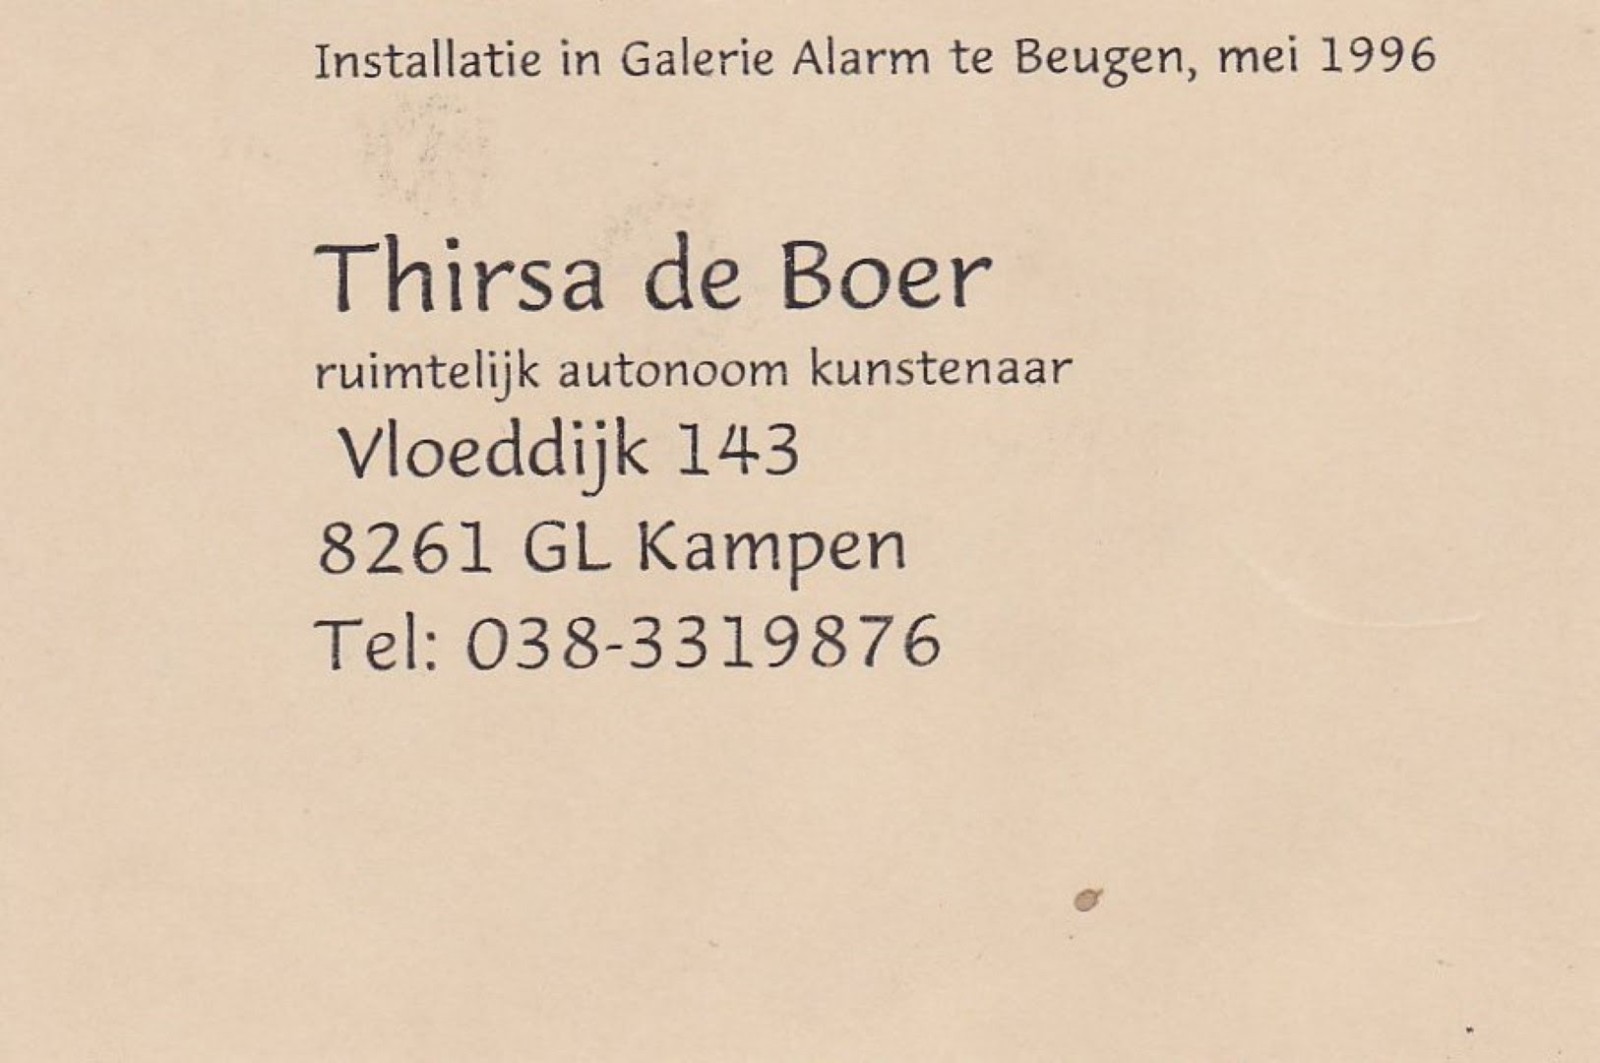 Installatie in Galerie Alarm te Beugen, mei 1996
Thirsa de Boer
ruimtelijk autonoom kunstenaar
Vloeddijk 143
8261 GL Kampen
Tel: 038-3319876